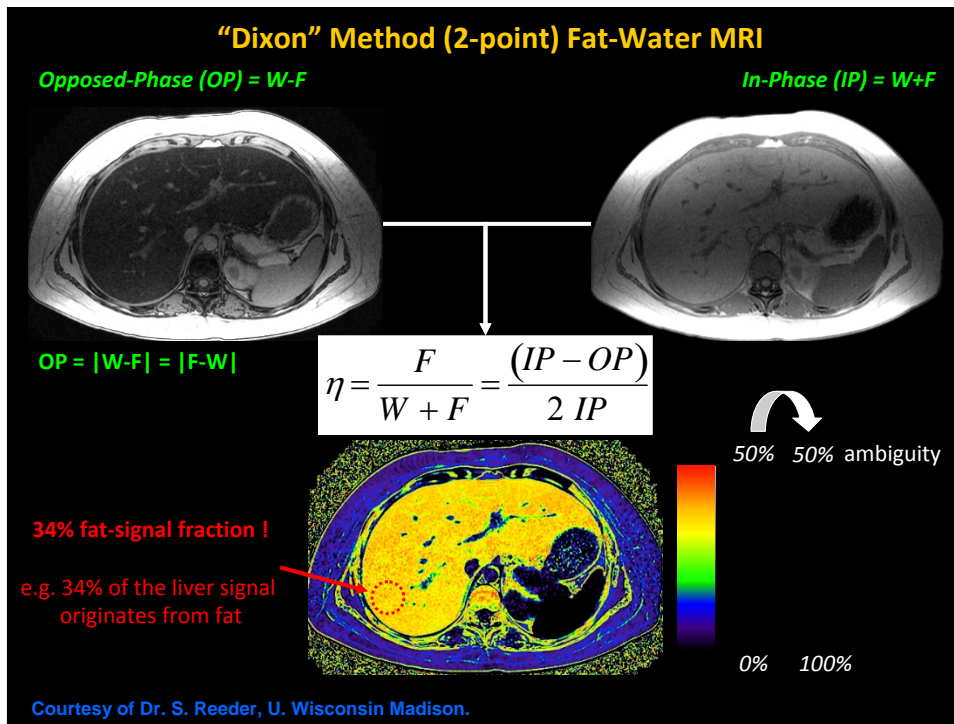 “Dixon” Method (2-point) Fat-Water MRI
Opposed-Phase (OP) = W-F
In-Phase (IP) = W+F
OP = |W-F| = |F-W|
η = F / (W + F) = (IP − OP) / (2 IP)
50% 50% ambiguity
34% fat-signal fraction !
e.g. 34% of the liver signal
originates from fat
0% 100%
Courtesy of Dr. S. Reeder, U. Wisconsin Madison.